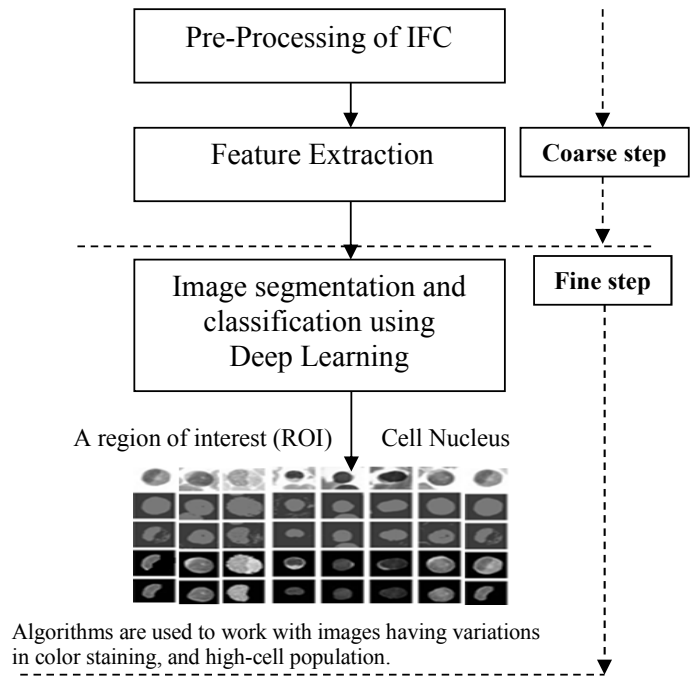 Pre-Processing of IFC
Feature Extraction
Coarse step
Fine step
Image segmentation and
classification using
Deep Learning
A region of interest (ROI) Cell Nucleus
Algorithms are used to work with images having variations
in color staining, and high-cell population.